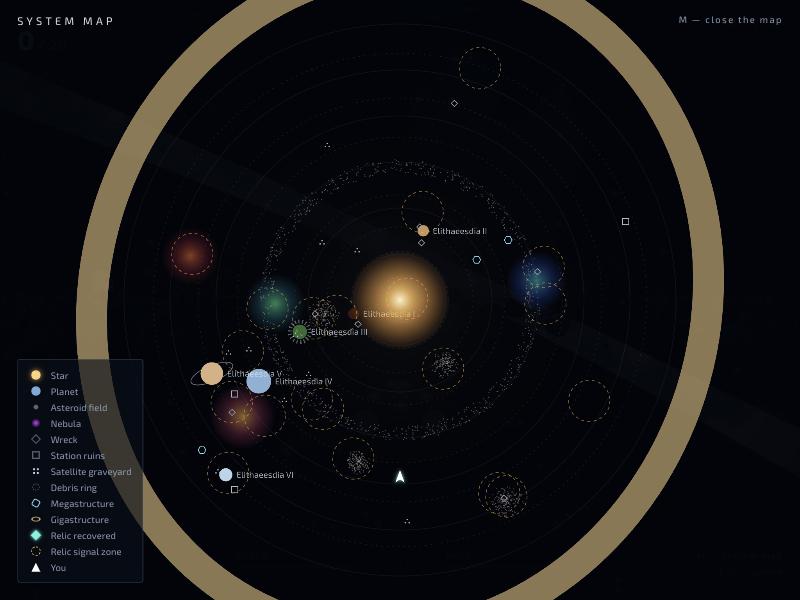 SYSTEM MAP
M — close the map
Elithaeesdia II
Elithaeesdia I
Elithaeesdia III
Elithaeesdia V
Elithaeesdia IV
Elithaeesdia VI
Star
Planet
Asteroid field
Nebula
Wreck
Station ruins
Satellite graveyard
Debris ring
Megastructure
Gigastructure
Relic recovered
Relic signal zone
You